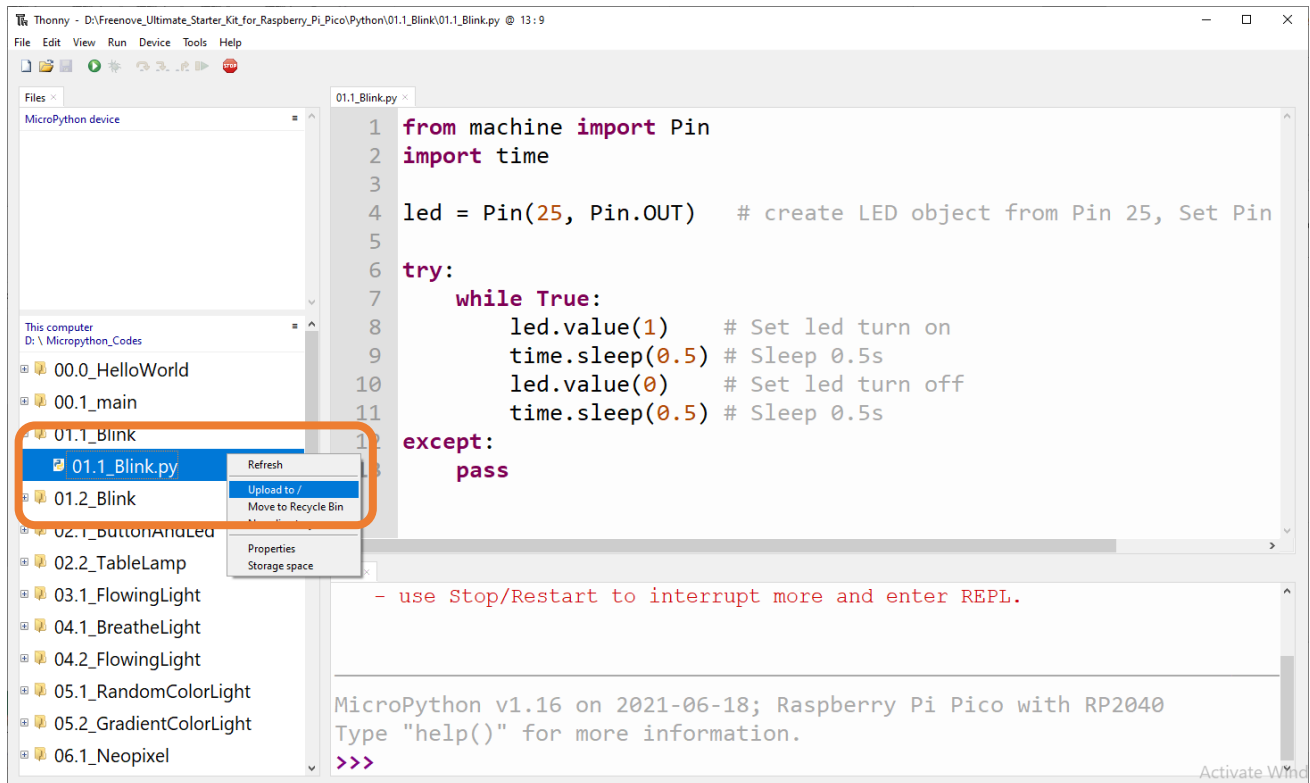 Thonny - D:\Freenove_Ultimate_Starter_Kit_for_Raspberry_Pi_Pico\Python\01.1_Blink\01.1_Blink.py @ 13 : 9
File Edit View Run Device Tools Help
STOP
Files
MicroPython device
This computer
D: \ Micropython_Codes
00.0_HelloWorld
00.1_main
01.1_Blink
01.1_Blink.py
01.2_Blink
02.1_ButtonAndLed
02.2_TableLamp
03.1_FlowingLight
04.1_BreatheLight
04.2_FlowingLight
05.1_RandomColorLight
05.2_GradientColorLight
06.1_Neopixel
Refresh
Upload to /
Move to Recycle Bin
Properties
Storage space
01.1_Blink.py
1 from machine import Pin
2 import time
3
4 led = Pin(25, Pin.OUT) # create LED object from Pin 25, Set Pin
5
6 try:
7 while True:
8 led.value(1) # Set led turn on
9 time.sleep(0.5) # Sleep 0.5s
10 led.value(0) # Set led turn off
11 time.sleep(0.5) # Sleep 0.5s
12 except:
pass
- use Stop/Restart to interrupt more and enter REPL.
MicroPython v1.16 on 2021-06-18; Raspberry Pi Pico with RP2040
Type "help()" for more information.
>>>
Activate Wind